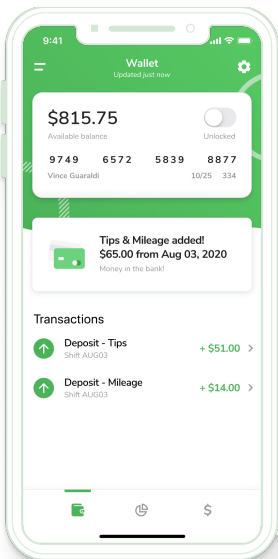 9:41
Wallet
Updated just now
$815.75
Available balance
Unlocked
9749 6572 5839 8877
Vince Guaraldi 10/25 334
Tips & Mileage added!
$65.00 from Aug 03, 2020
Money in the bank!
Transactions
Deposit - Tips
Shift AUG03
+ $51.00
Deposit - Mileage
Shift AUG03
+ $14.00
$